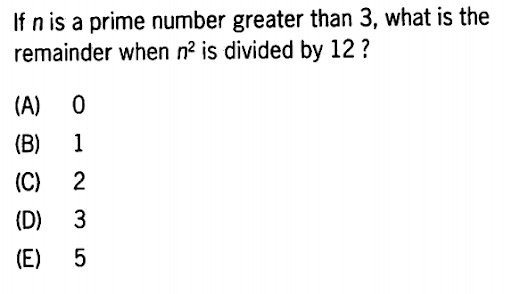 If n is a prime number greater than 3, what is the
remainder when n² is divided by 12 ?
(A) 0
(B) 1
(C) 2
(D) 3
(E) 5